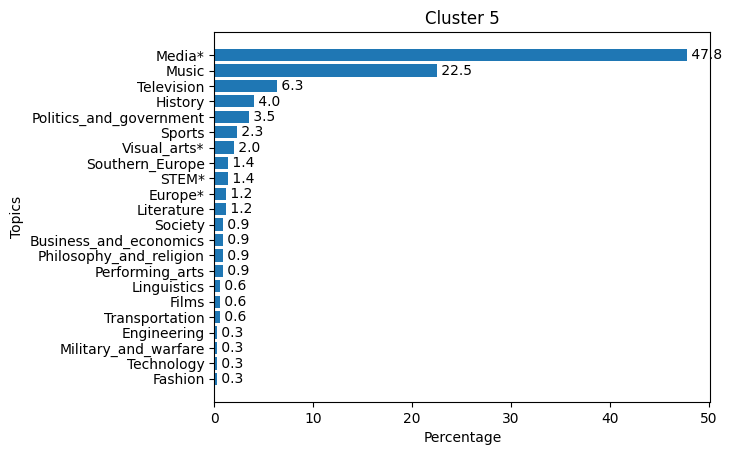 Cluster 5
Media* 47.8
Music 22.5
Television 6.3
History 4.0
Politics_and_government 3.5
Sports 2.3
Visual_arts* 2.0
Southern_Europe 1.4
STEM* 1.4
Europe* 1.2
Literature 1.2
Society 0.9
Business_and_economics 0.9
Philosophy_and_religion 0.9
Performing_arts 0.9
Linguistics 0.6
Films 0.6
Transportation 0.6
Engineering 0.3
Military_and_warfare 0.3
Technology 0.3
Fashion 0.3
Topics
0 10 20 30 40 50
Percentage